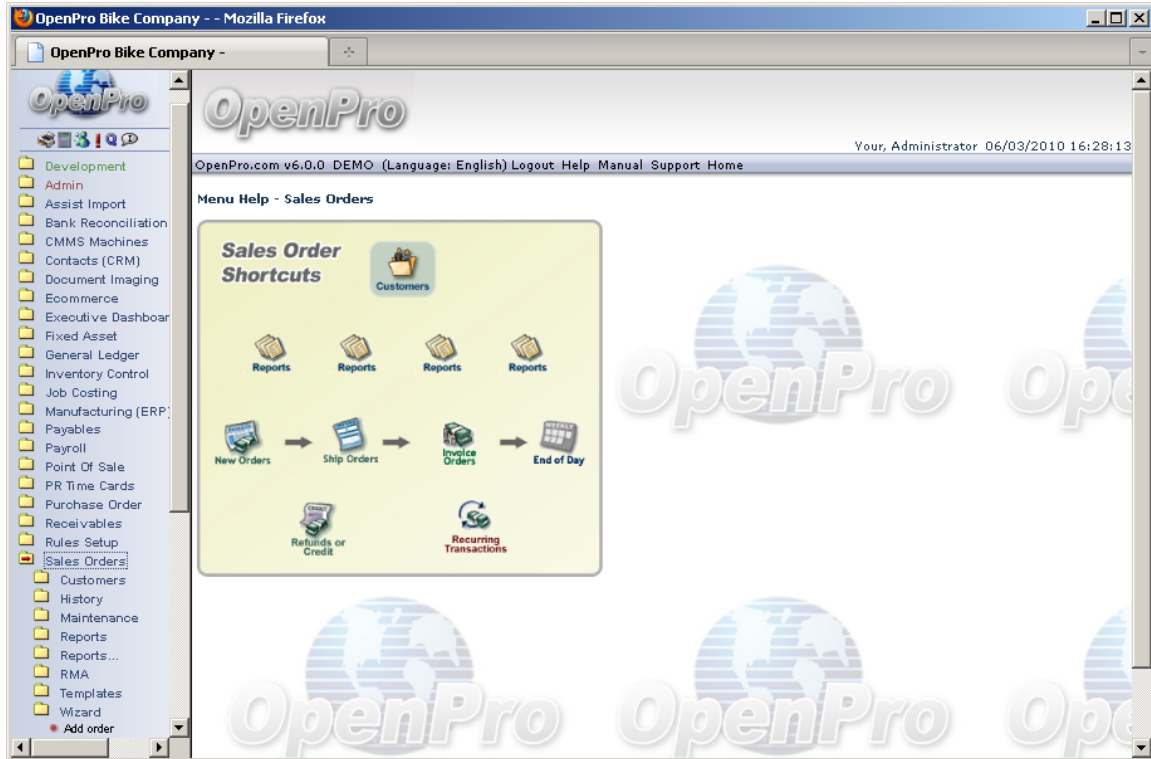 OpenPro Bike Company - - Mozilla Firefox
OpenPro Bike Company -
OpenPro
Development
Admin
Assist Import
Bank Reconciliation
CMMS Machines
Contacts (CRM)
Document Imaging
Ecommerce
Executive Dashboar
Fixed Asset
General Ledger
Inventory Control
Job Costing
Manufacturing (ERP)
Payables
Payroll
Point Of Sale
PR Time Cards
Purchase Order
Receivables
Rules Setup
Sales Orders
Customers
History
Maintenance
Reports
Reports...
RMA
Templates
Wizard
Add order
OpenPro
Your, Administrator 06/03/2010 16:28:13
OpenPro.com v6.0.0 DEMO (Language: English) Logout Help Manual Support Home
Menu Help - Sales Orders
Sales Order
Shortcuts
Customers
Reports Reports Reports Reports
New Orders Ship Orders Invoice Orders End of Day
WEEKLY
CREDIT
Refunds or
Credit
Recurring
Transactions
OpenPro Ope
OpenPro OpenPro Ope